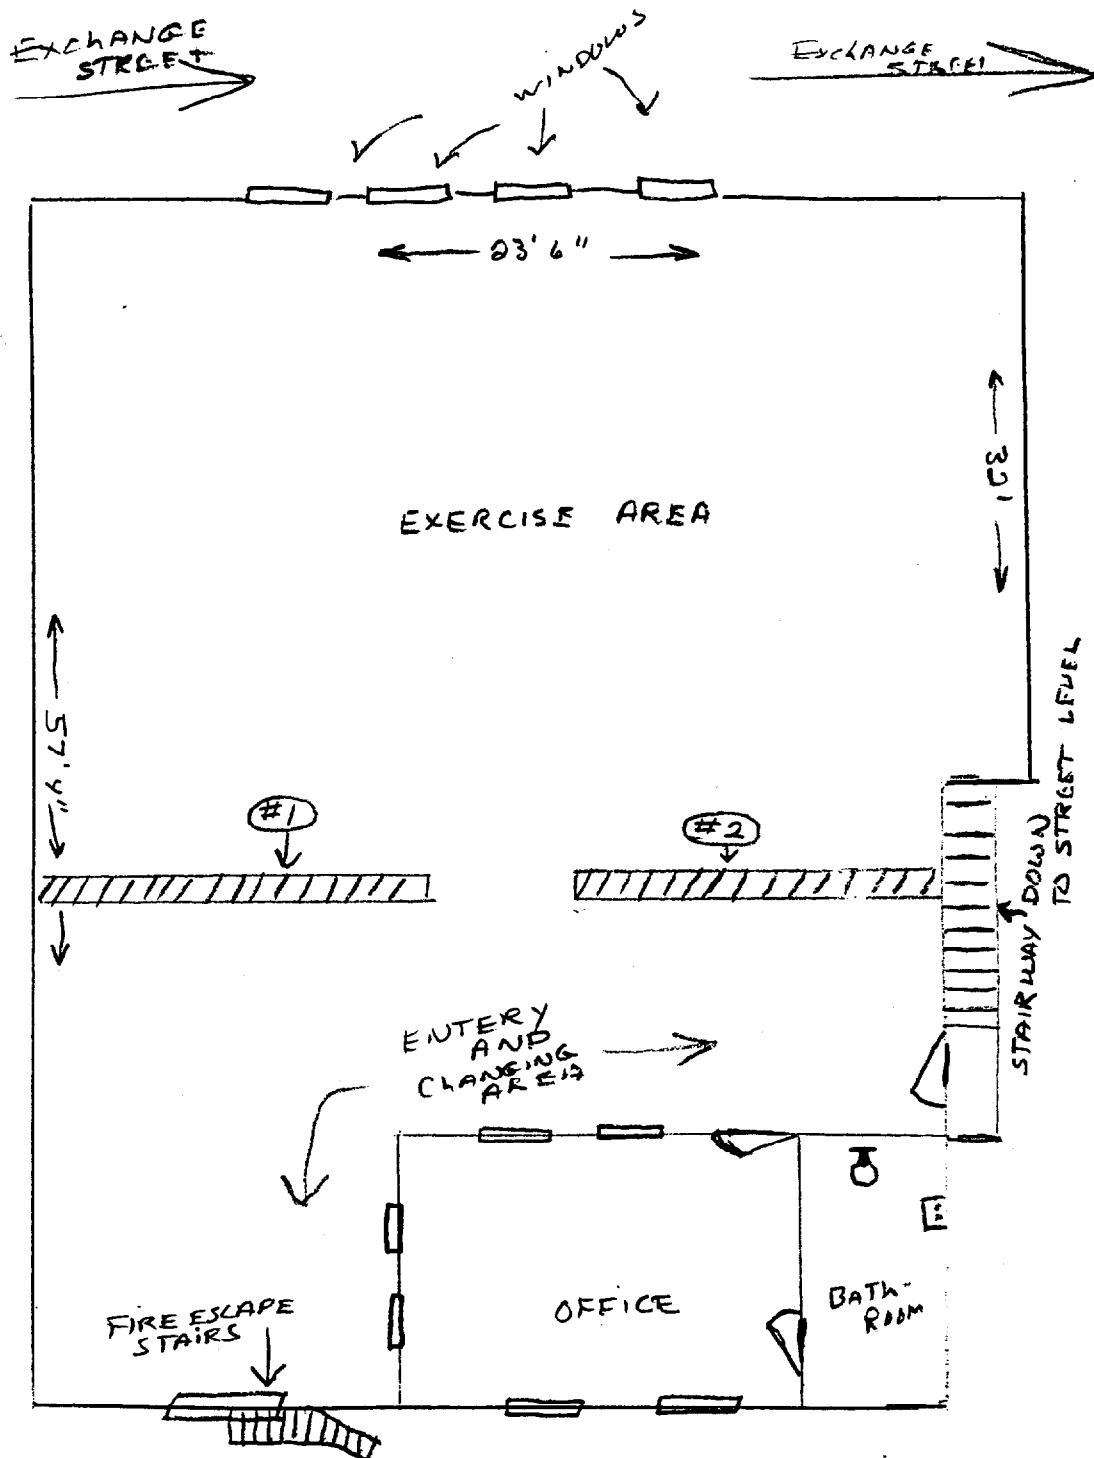 EXCHANGE
STREET
WINDOWS
EXCHANGE
STREET
23'6"
32'
EXERCISE AREA
57'4"
#1
#2
STAIRWAY DOWN
TO STREET LEVEL
ENTERY
AND
CHANGING
AREA
FIRE ESCAPE
STAIRS
OFFICE
BATH-
ROOM